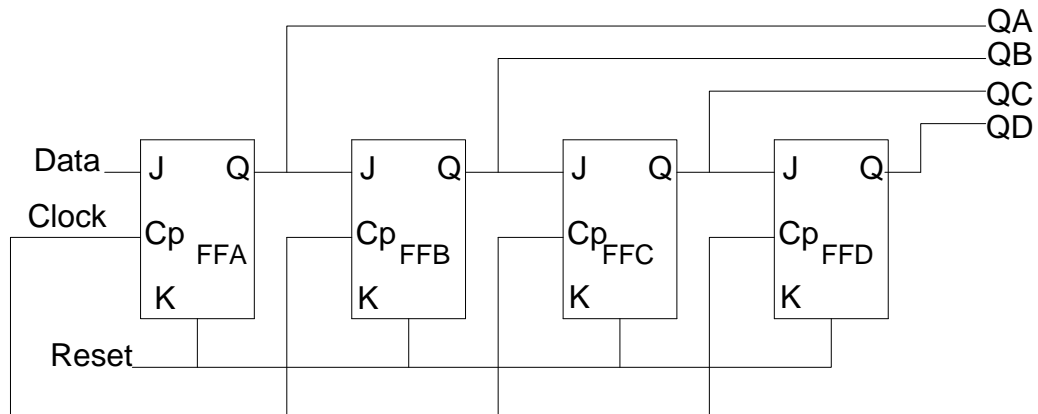 QA
QB
QC
QD
Data J Q J Q J Q J Q
Clock Cp FFA Cp FFB Cp FFC Cp FFD
K K K K
Reset